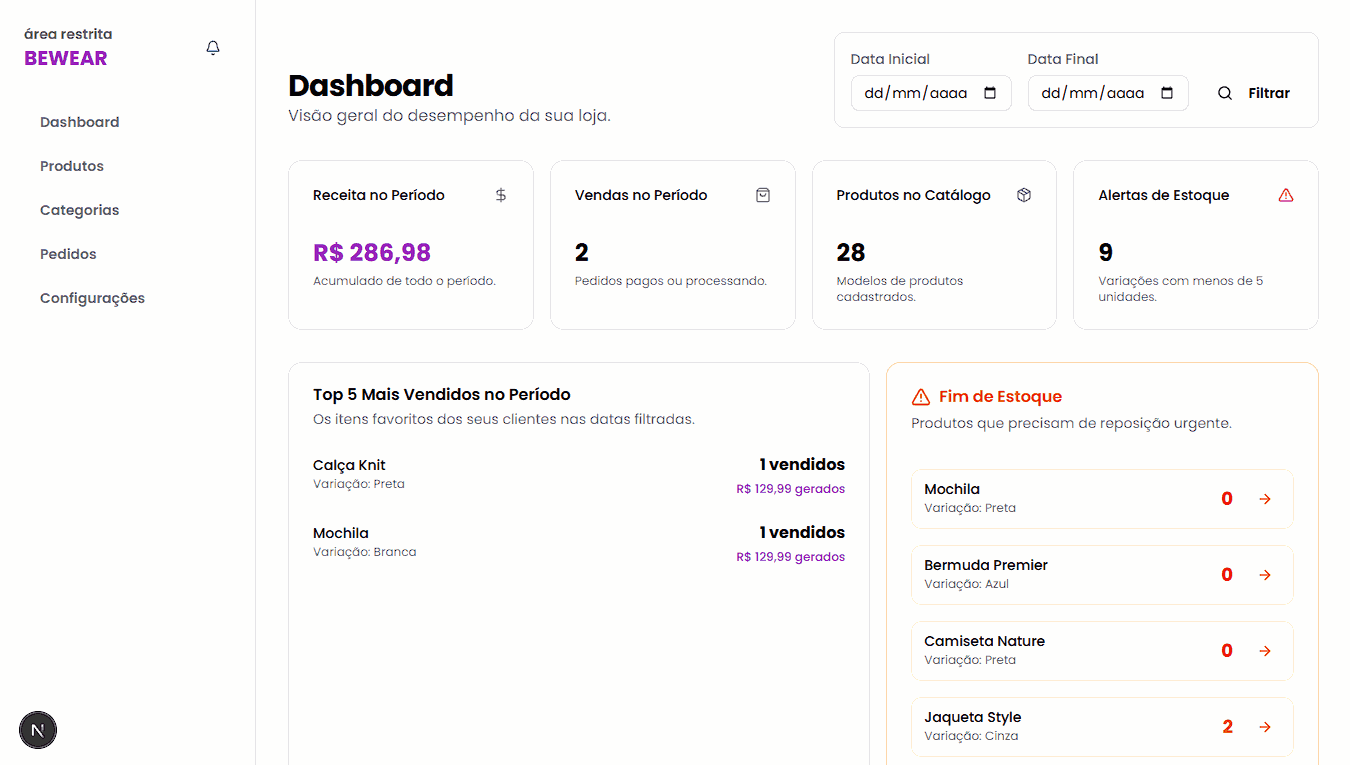 área restrita
BEWEAR
Dashboard
Produtos
Categorias
Pedidos
Configurações
Dashboard
Visão geral do desempenho da sua loja.
Data Inicial
dd/mm/aaaa
Data Final
dd/mm/aaaa
Filtrar
Receita no Período
R$ 286,98
Acumulado de todo o período.
Vendas no Período
2
Pedidos pagos ou processando.
Produtos no Catálogo
28
Modelos de produtos
cadastrados.
Alertas de Estoque
9
Variações com menos de 5
unidades.
Top 5 Mais Vendidos no Período
Os itens favoritos dos seus clientes nas datas filtradas.
Calça Knit
Variação: Preta
1 vendidos
R$ 129,99 gerados
Mochila
Variação: Branca
1 vendidos
R$ 129,99 gerados
Fim de Estoque
Produtos que precisam de reposição urgente.
Mochila
Variação: Preta
0
Bermuda Premier
Variação: Azul
0
Camiseta Nature
Variação: Preta
0
Jaqueta Style
Variação: Cinza
2
N